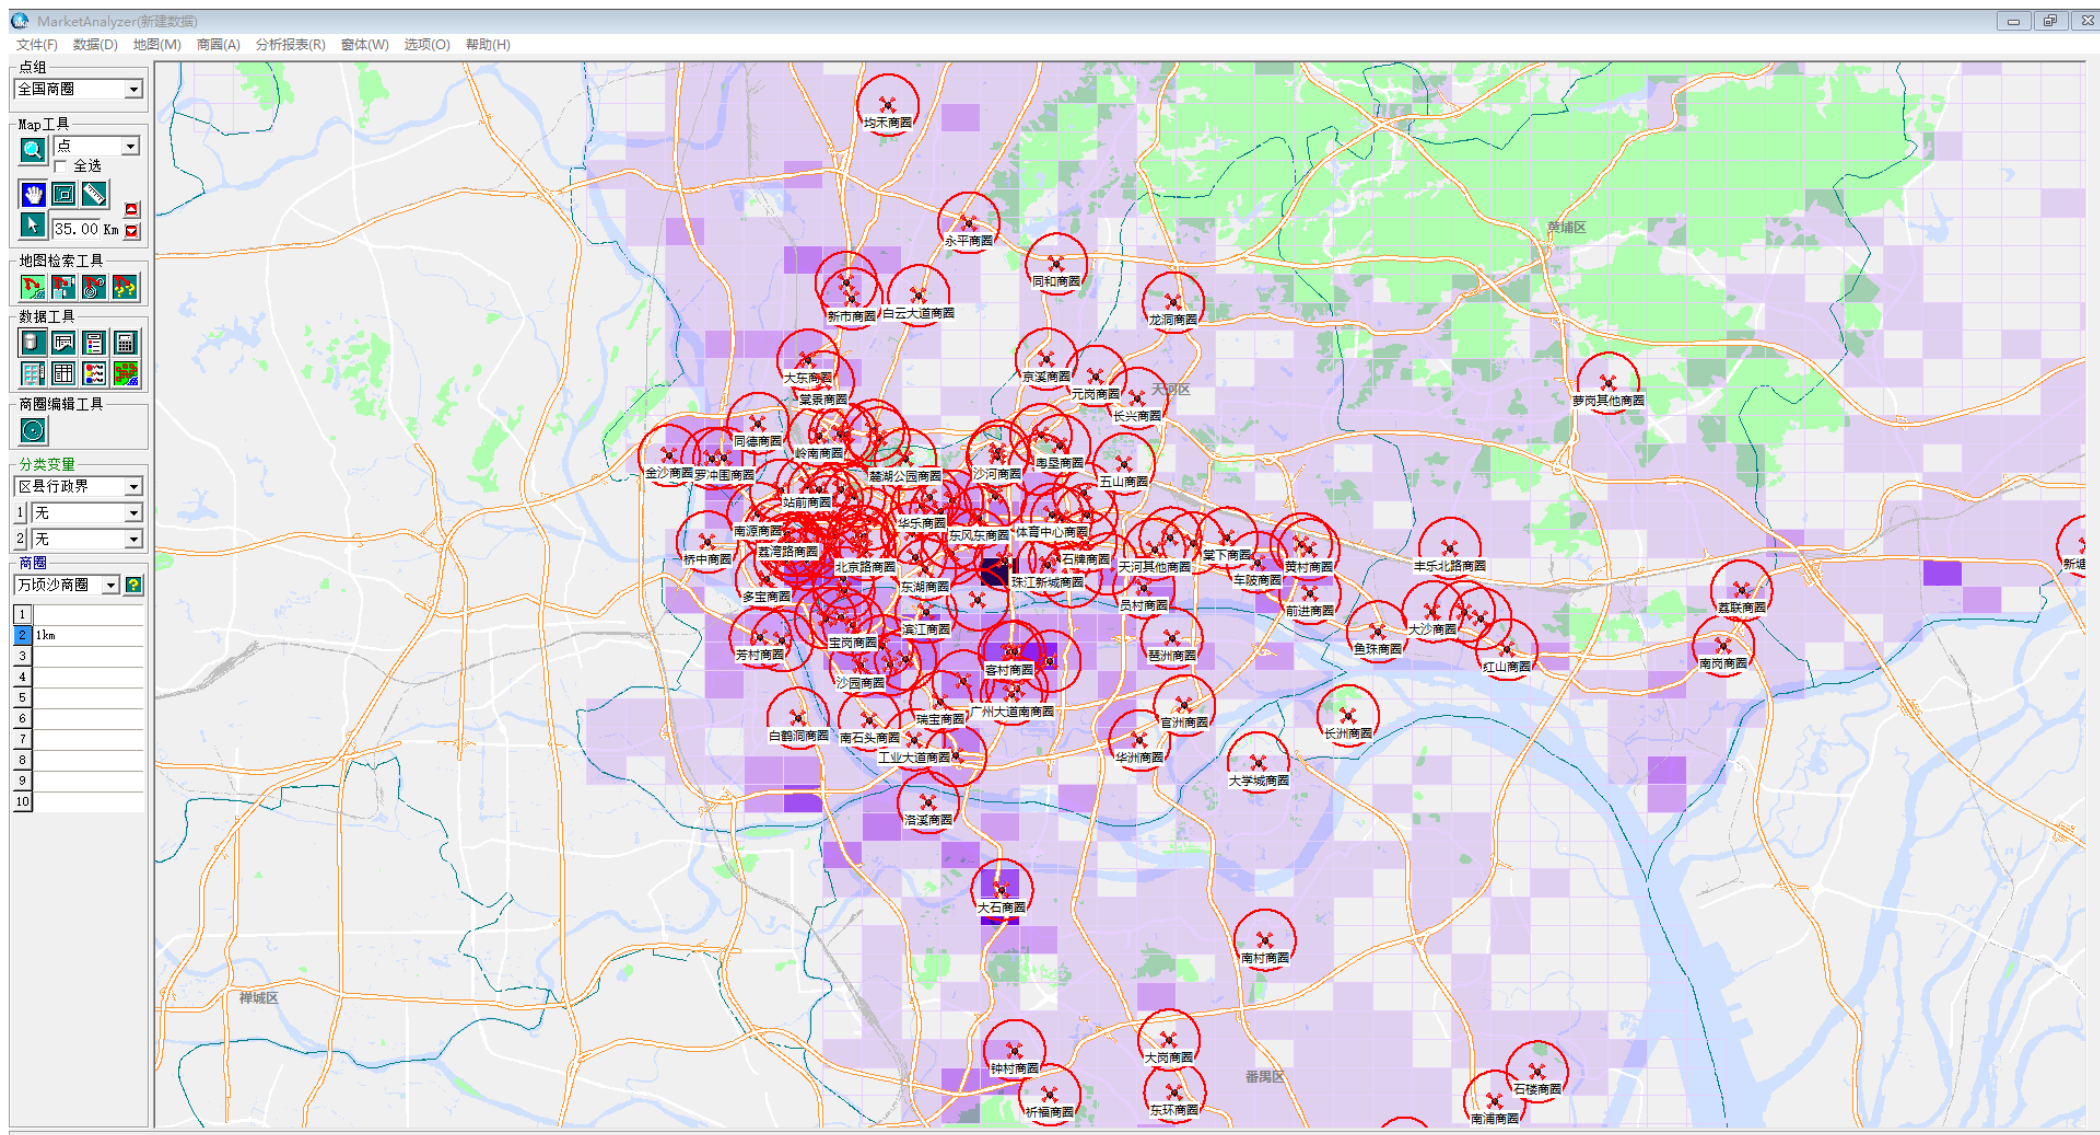 MarketAnalyzer(新建数据)
文件(F) 数据(D) 地图(M) 商圈(A) 分析报表(R) 窗体(W) 选项(O) 帮助(H)
点组
全国商圈
Map工具
点
全选
35.00 Km
地图检索工具
数据工具
商圈编辑工具
分类变量
区县行政界
1 无
2 无
商圈
万顷沙商圈
1
2 1km
3
4
5
6
7
8
9
10
均禾商圈
永平商圈
黄埔区
同和商圈
新市商圈
白云大道商圈
龙洞商圈
大东商圈
京溪商圈
元岗商圈
天河区
棠景商圈
长兴商圈
萝岗其他商圈
同德商圈
岭南商圈
金沙商圈
罗冲围商圈
麓湖公园商圈
沙河商圈
粤垦商圈
五山商圈
站前商圈
南源商圈
华乐商圈
东风东商圈
体育中心商圈
桥中商圈
荔湾路商圈
北京路商圈
石牌商圈
天河其他商圈
棠下商圈
黄村商圈
丰乐北路商圈
新塘
多宝商圈
东湖商圈
珠江新城商圈
车陂商圈
员村商圈
前进商圈
荔联商圈
滨江商圈
大沙商圈
芳村商圈
宝岗商圈
客村商圈
琶洲商圈
鱼珠商圈
红山商圈
南岗商圈
沙园商圈
瑞宝商圈
广州大道南商圈
官洲商圈
白鹤洞商圈
南石头商圈
长洲商圈
工业大道商圈
华洲商圈
大学城商圈
洛溪商圈
大石商圈
南村商圈
禅城区
钟村商圈
大岗商圈
番禺区
石楼商圈
祈福商圈
东环商圈
南浦商圈